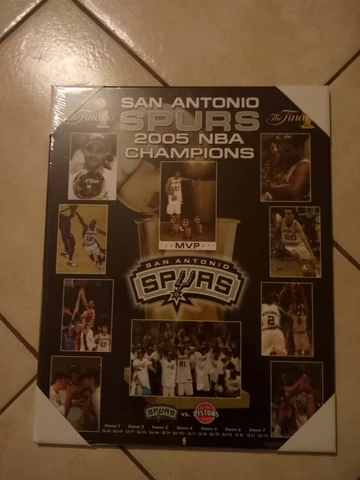 SAN ANTONIO
The Finals
SPURS
The Finals
2005 NBA
CHAMPIONS
MVP
SAN ANTONIO
SPURS
SPURS VS. PISTONS
Game 1 Game 2 Game 3 Game 4 Game 5 Game 6 Game 7